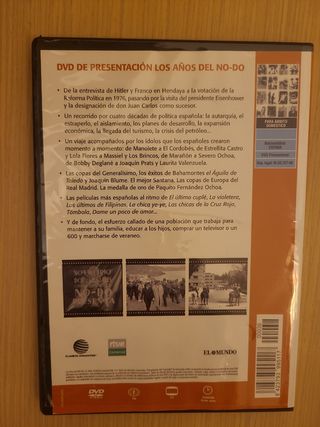 DVD DE PRESENTACIÓN LOS AÑOS DEL NO-DO
• De la entrevista de Hitler y Franco en Hendaya a la votación de la
Reforma Política en 1976, pasando por la visita del presidente Eisenhower
y la designación de don Juan Carlos como sucesor.
• Un recorrido por cuatro décadas de política española: la autarquía, el
estraperlo, el aislamiento, los planes de desarrollo, la expansión
económica, la llegada del turismo, la crisis del petróleo...
• Un viaje acompañados por los ídolos que los españoles crearon
momento a momento: de Manolete a El Cordobés, de Estrellita Castro
y Lola Flores a Massiel y Los Brincos, de Marañón a Severo Ochoa,
de Bobby Deglané a Joaquín Prats y Laurita Valenzuela.
• Las copas del Generalísimo, los éxitos de Bahamontes el Águila de
Toledo y Joaquín Blume. El mejor Santana. Las copas de Europa del
Real Madrid. La medalla de oro de Paquito Fernández Ochoa.
• Las películas más españolas al ritmo de El último cuplé, La violetera,
Los últimos de Filipinas. La chica ye-ye, Las chicas de la Cruz Roja,
Tómbola, Dame un poco de amor...
• Y de fondo, el esfuerzo callado de una población que trabaja para
mantener a su familia, educar a los hijos, comprar un televisor o un
600 y marcharse de veraneo.
PARA ÁMBITO
DOMÉSTICO
PLANETA DEAGOSTINI
rtve
EL MUNDO
DVD